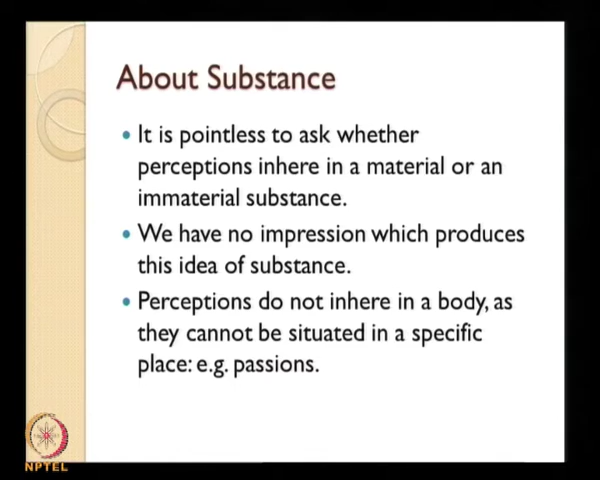 About Substance
• It is pointless to ask whether
perceptions inhere in a material or an
immaterial substance.
• We have no impression which produces
this idea of substance.
• Perceptions do not inhere in a body, as
they cannot be situated in a specific
place: e.g. passions.
NPTEL